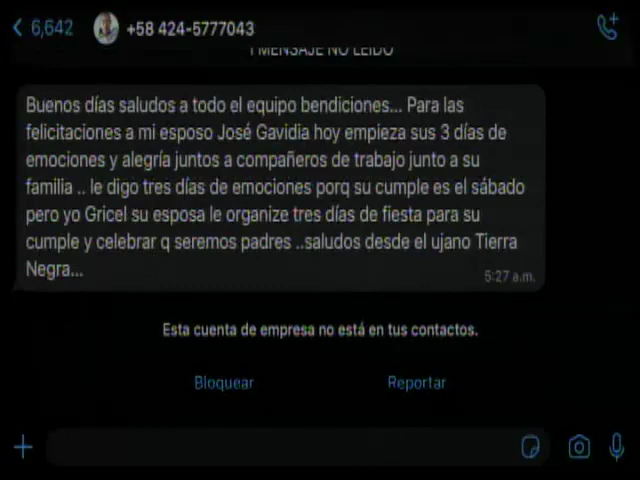 6,642
+58 424-5777043
1 MENSAJE NO LEÍDO
Buenos días saludos a todo el equipo bendiciones... Para las
felicitaciones a mi esposo José Gavidia hoy empieza sus 3 días de
emociones y alegría juntos a compañeros de trabajo junto a su
familia .. le digo tres días de emociones porq su cumple es el sábado
pero yo Gricel su esposa le organize tres días de fiesta para su
cumple y celebrar q seremos padres ..saludos desde el ujano Tierra
Negra...
5:27 a.m.
Esta cuenta de empresa no está en tus contactos.
Bloquear
Reportar